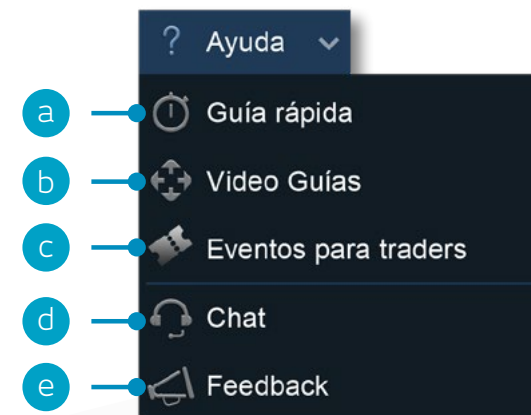 ? Ayuda
a Guía rápida
b Video Guías
c Eventos para traders
d Chat
e Feedback